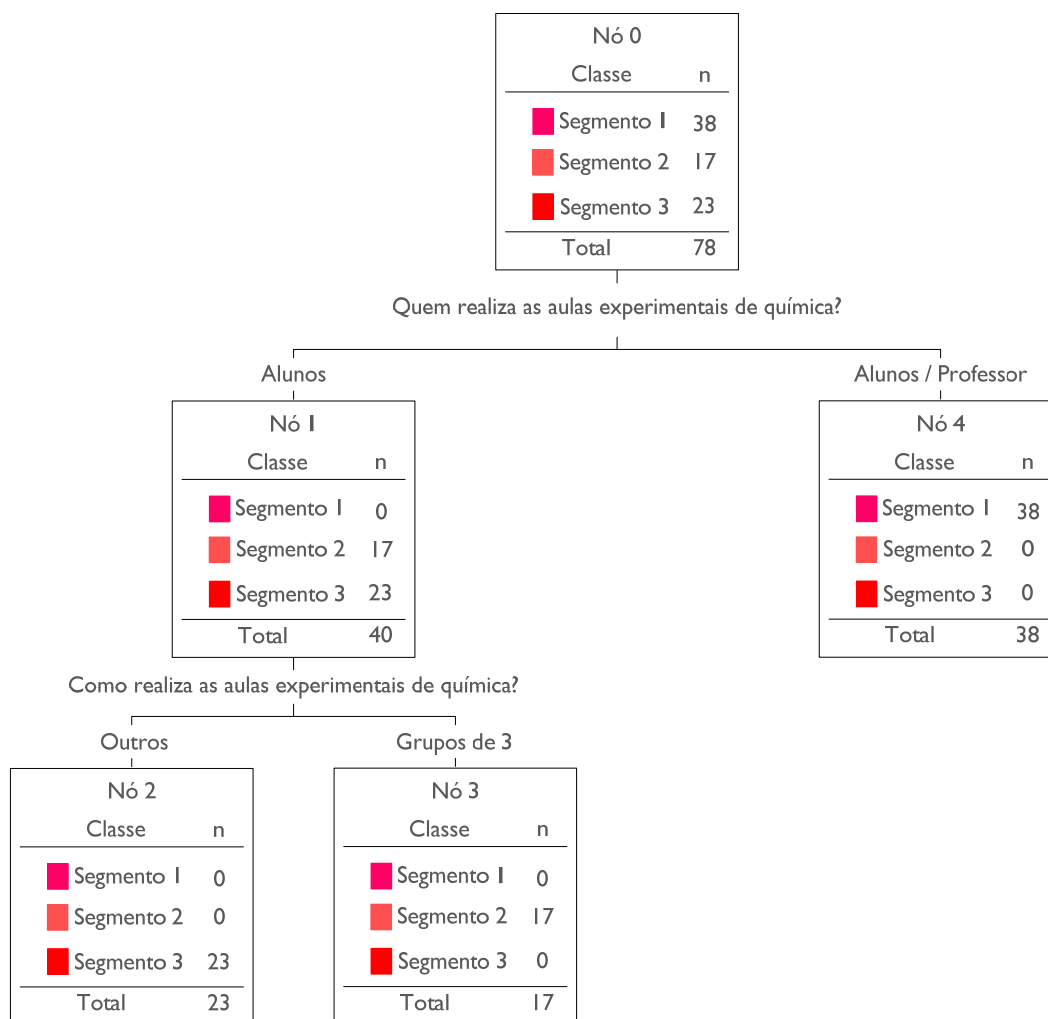 Nó 0
Classe n
Segmento 1 38
Segmento 2 17
Segmento 3 23
Total 78
Quem realiza as aulas experimentais de química?
Alunos
Alunos / Professor
Nó 1
Classe n
Segmento 1 0
Segmento 2 17
Segmento 3 23
Total 40
Nó 4
Classe n
Segmento 1 38
Segmento 2 0
Segmento 3 0
Total 38
Como realiza as aulas experimentais de química?
Outros
Grupos de 3
Nó 2
Classe n
Segmento 1 0
Segmento 2 0
Segmento 3 23
Total 23
Nó 3
Classe n
Segmento 1 0
Segmento 2 17
Segmento 3 0
Total 17